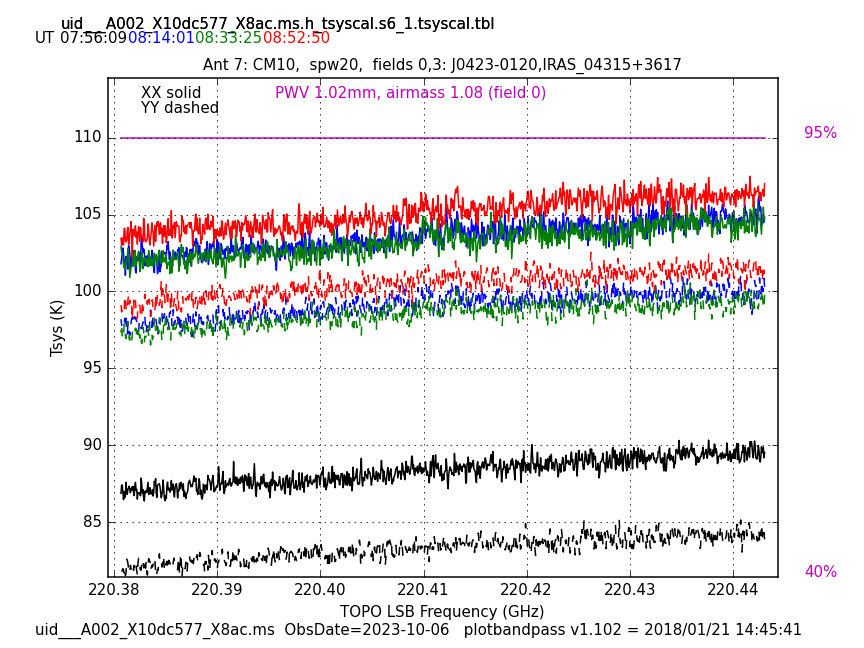 uid___A002_X10dc577_X8ac.ms.h_tsyscal.s6_1.tsyscal.tbl
UT 07:56:09 08:14:01 08:33:25 08:52:50
Ant 7: CM10,  spw20,  fields 0,3: J0423-0120,IRAS_04315+3617
XX solid
PWV 1.02mm, airmass 1.08 (field 0)
YY dashed
95%
110
105
100
95
90
85
Tsys (K)
40%
220.38 220.39 220.40 220.41 220.42 220.43 220.44
TOPO LSB Frequency (GHz)
uid___A002_X10dc577_X8ac.ms  ObsDate=2023-10-06   plotbandpass v1.102 = 2018/01/21 14:45:41